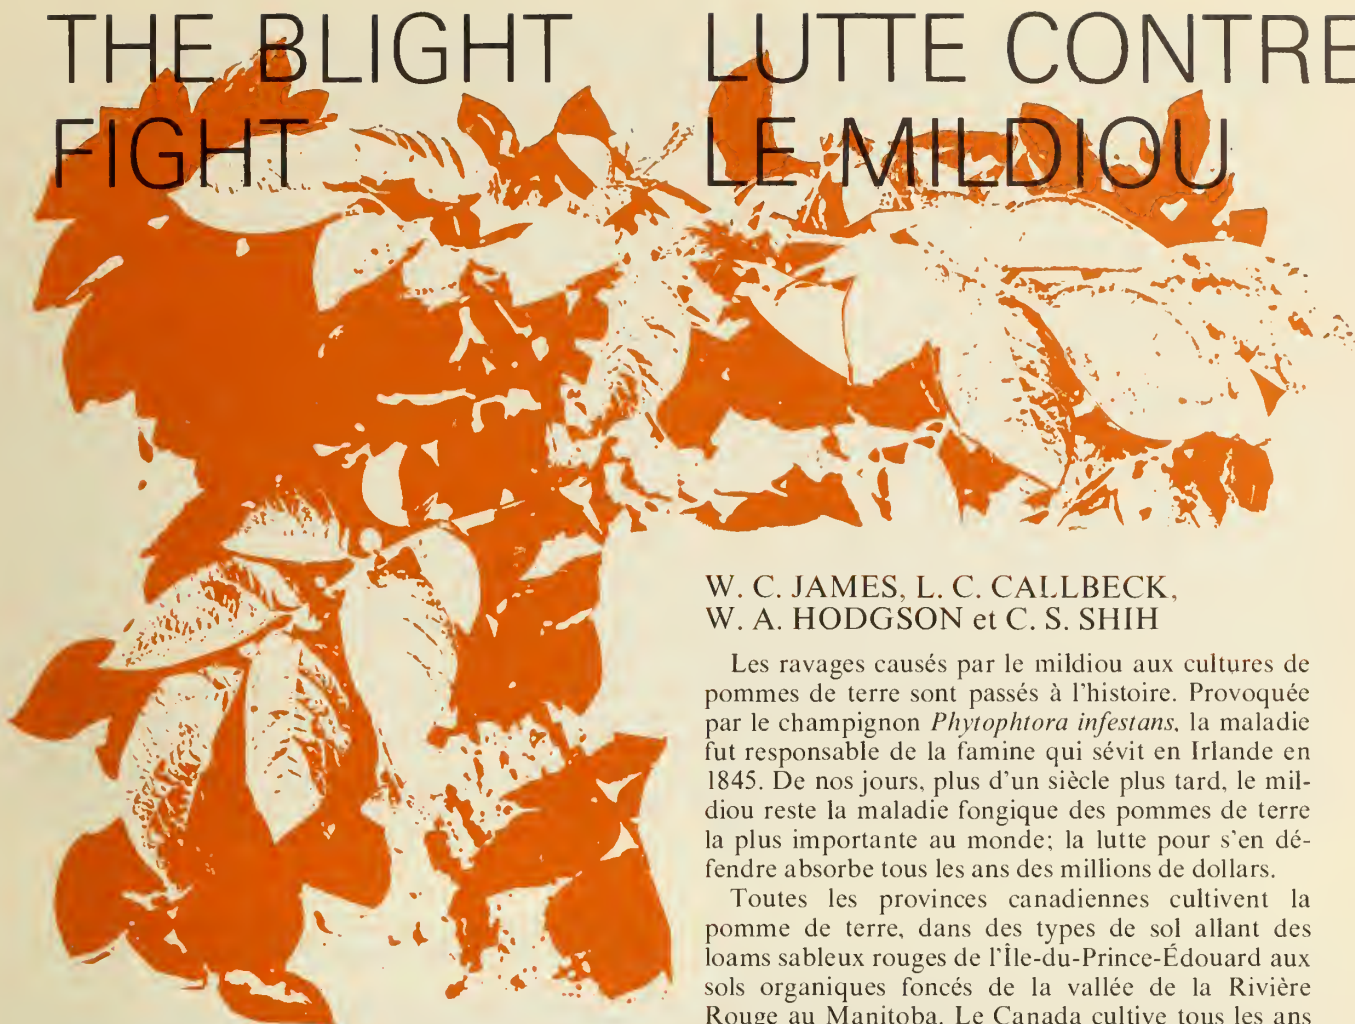 THE BLIGHT
FIGHT
LUTTE CONTRE
LE MILDIOU
W. C. JAMES, L. C. CALLBECK,
W. A. HODGSON et C. S. SHIH
Les ravages causés par le mildiou aux cultures de
pommes de terre sont passés à l'histoire. Provoquée
par le champignon Phytophtora infestans, la maladie
fut responsable de la famine qui sévit en Irlande en
1845. De nos jours, plus d'un siècle plus tard, le mil-
diou reste la maladie fongique des pommes de terre
la plus importante au monde; la lutte pour s'en dé-
fendre absorbe tous les ans des millions de dollars.
Toutes les provinces canadiennes cultivent la
pomme de terre, dans des types de sol allant des
loams sableux rouges de l'Île-du-Prince-Édouard aux
sols organiques foncés de la vallée de la Rivière
Rouge au Manitoba. Le Canada cultive tous les ans